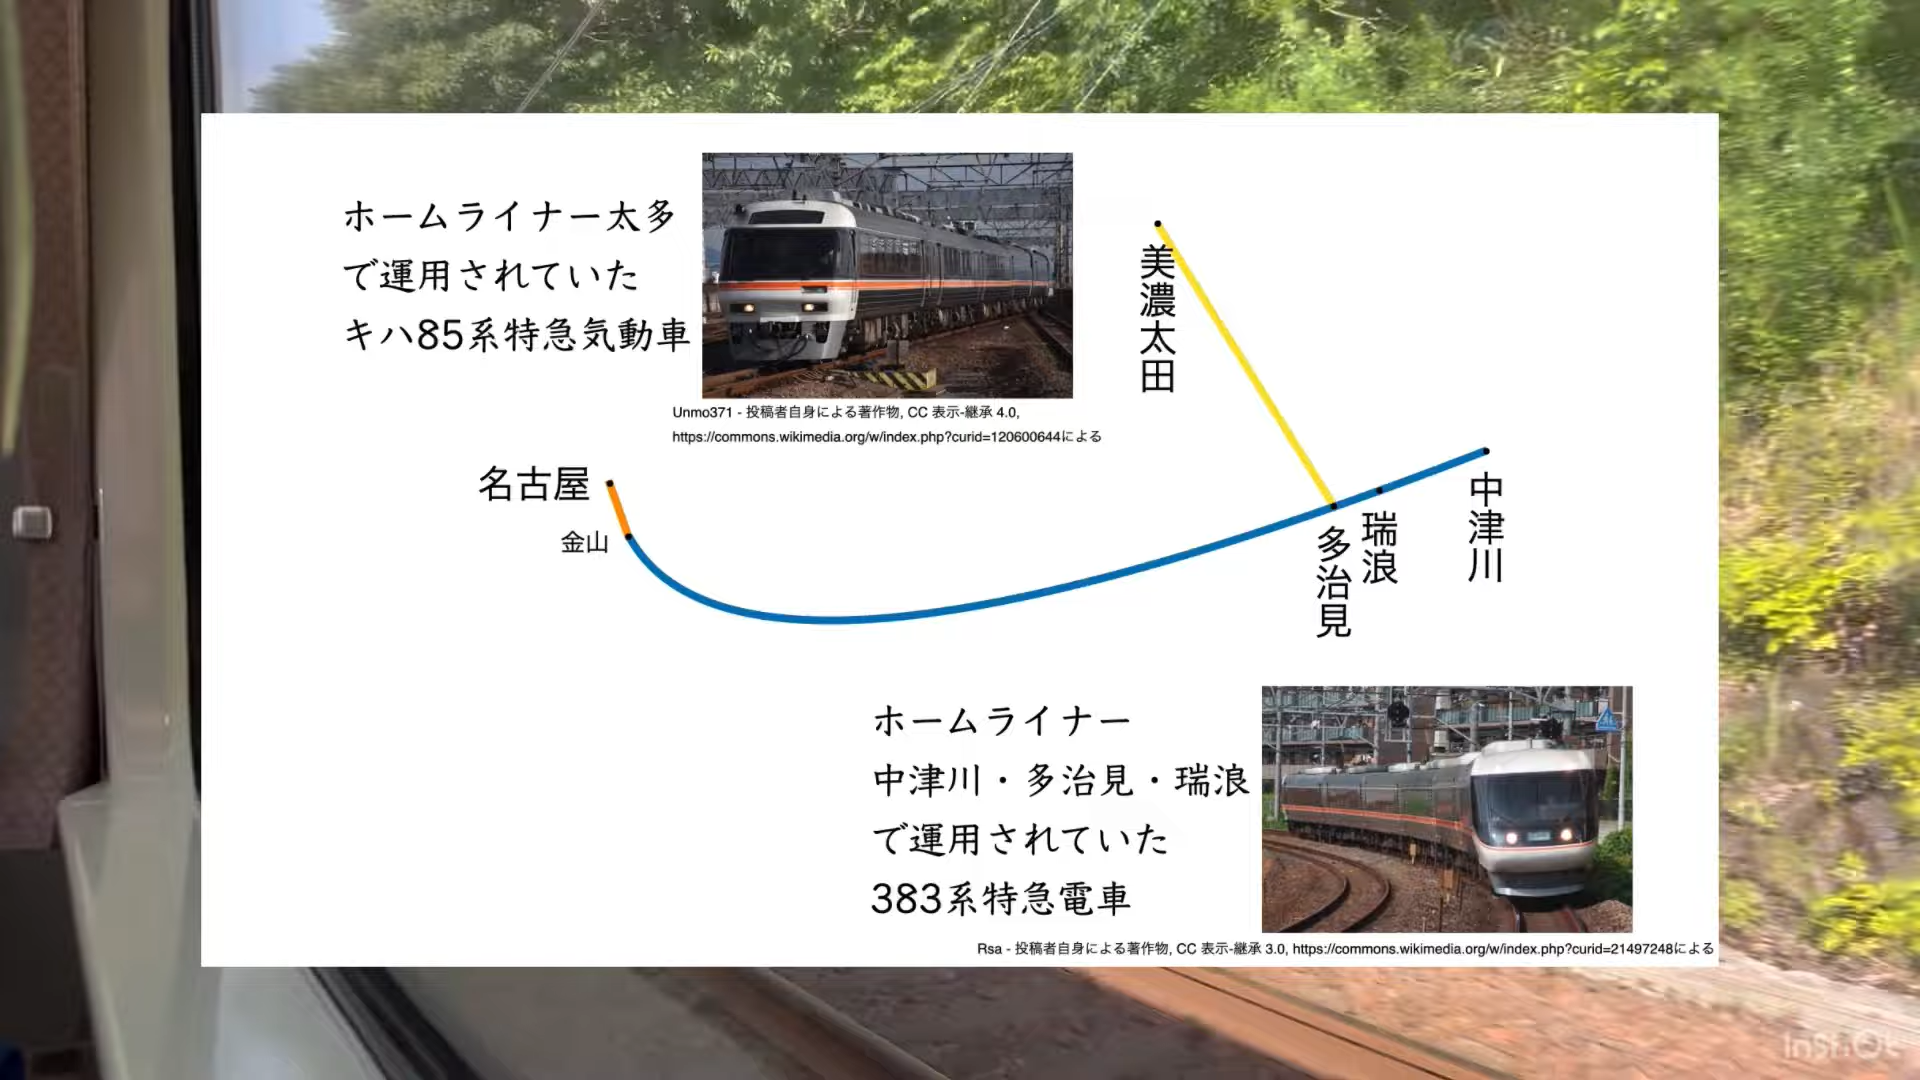 ホームライナー太多
で運用されていた
キハ85系特急気動車
Unmo371 - 投稿者自身による著作物, CC 表示-継承 4.0,
https://commons.wikimedia.org/w/index.php?curid=120600644による
美濃太田
名古屋
金山
中津川
瑞浪
多治見
ホームライナー
中津川・多治見・瑞浪
で運用されていた
383系特急電車
Rsa - 投稿者自身による著作物, CC 表示-継承 3.0, https://commons.wikimedia.org/w/index.php?curid=21497248による
InShot